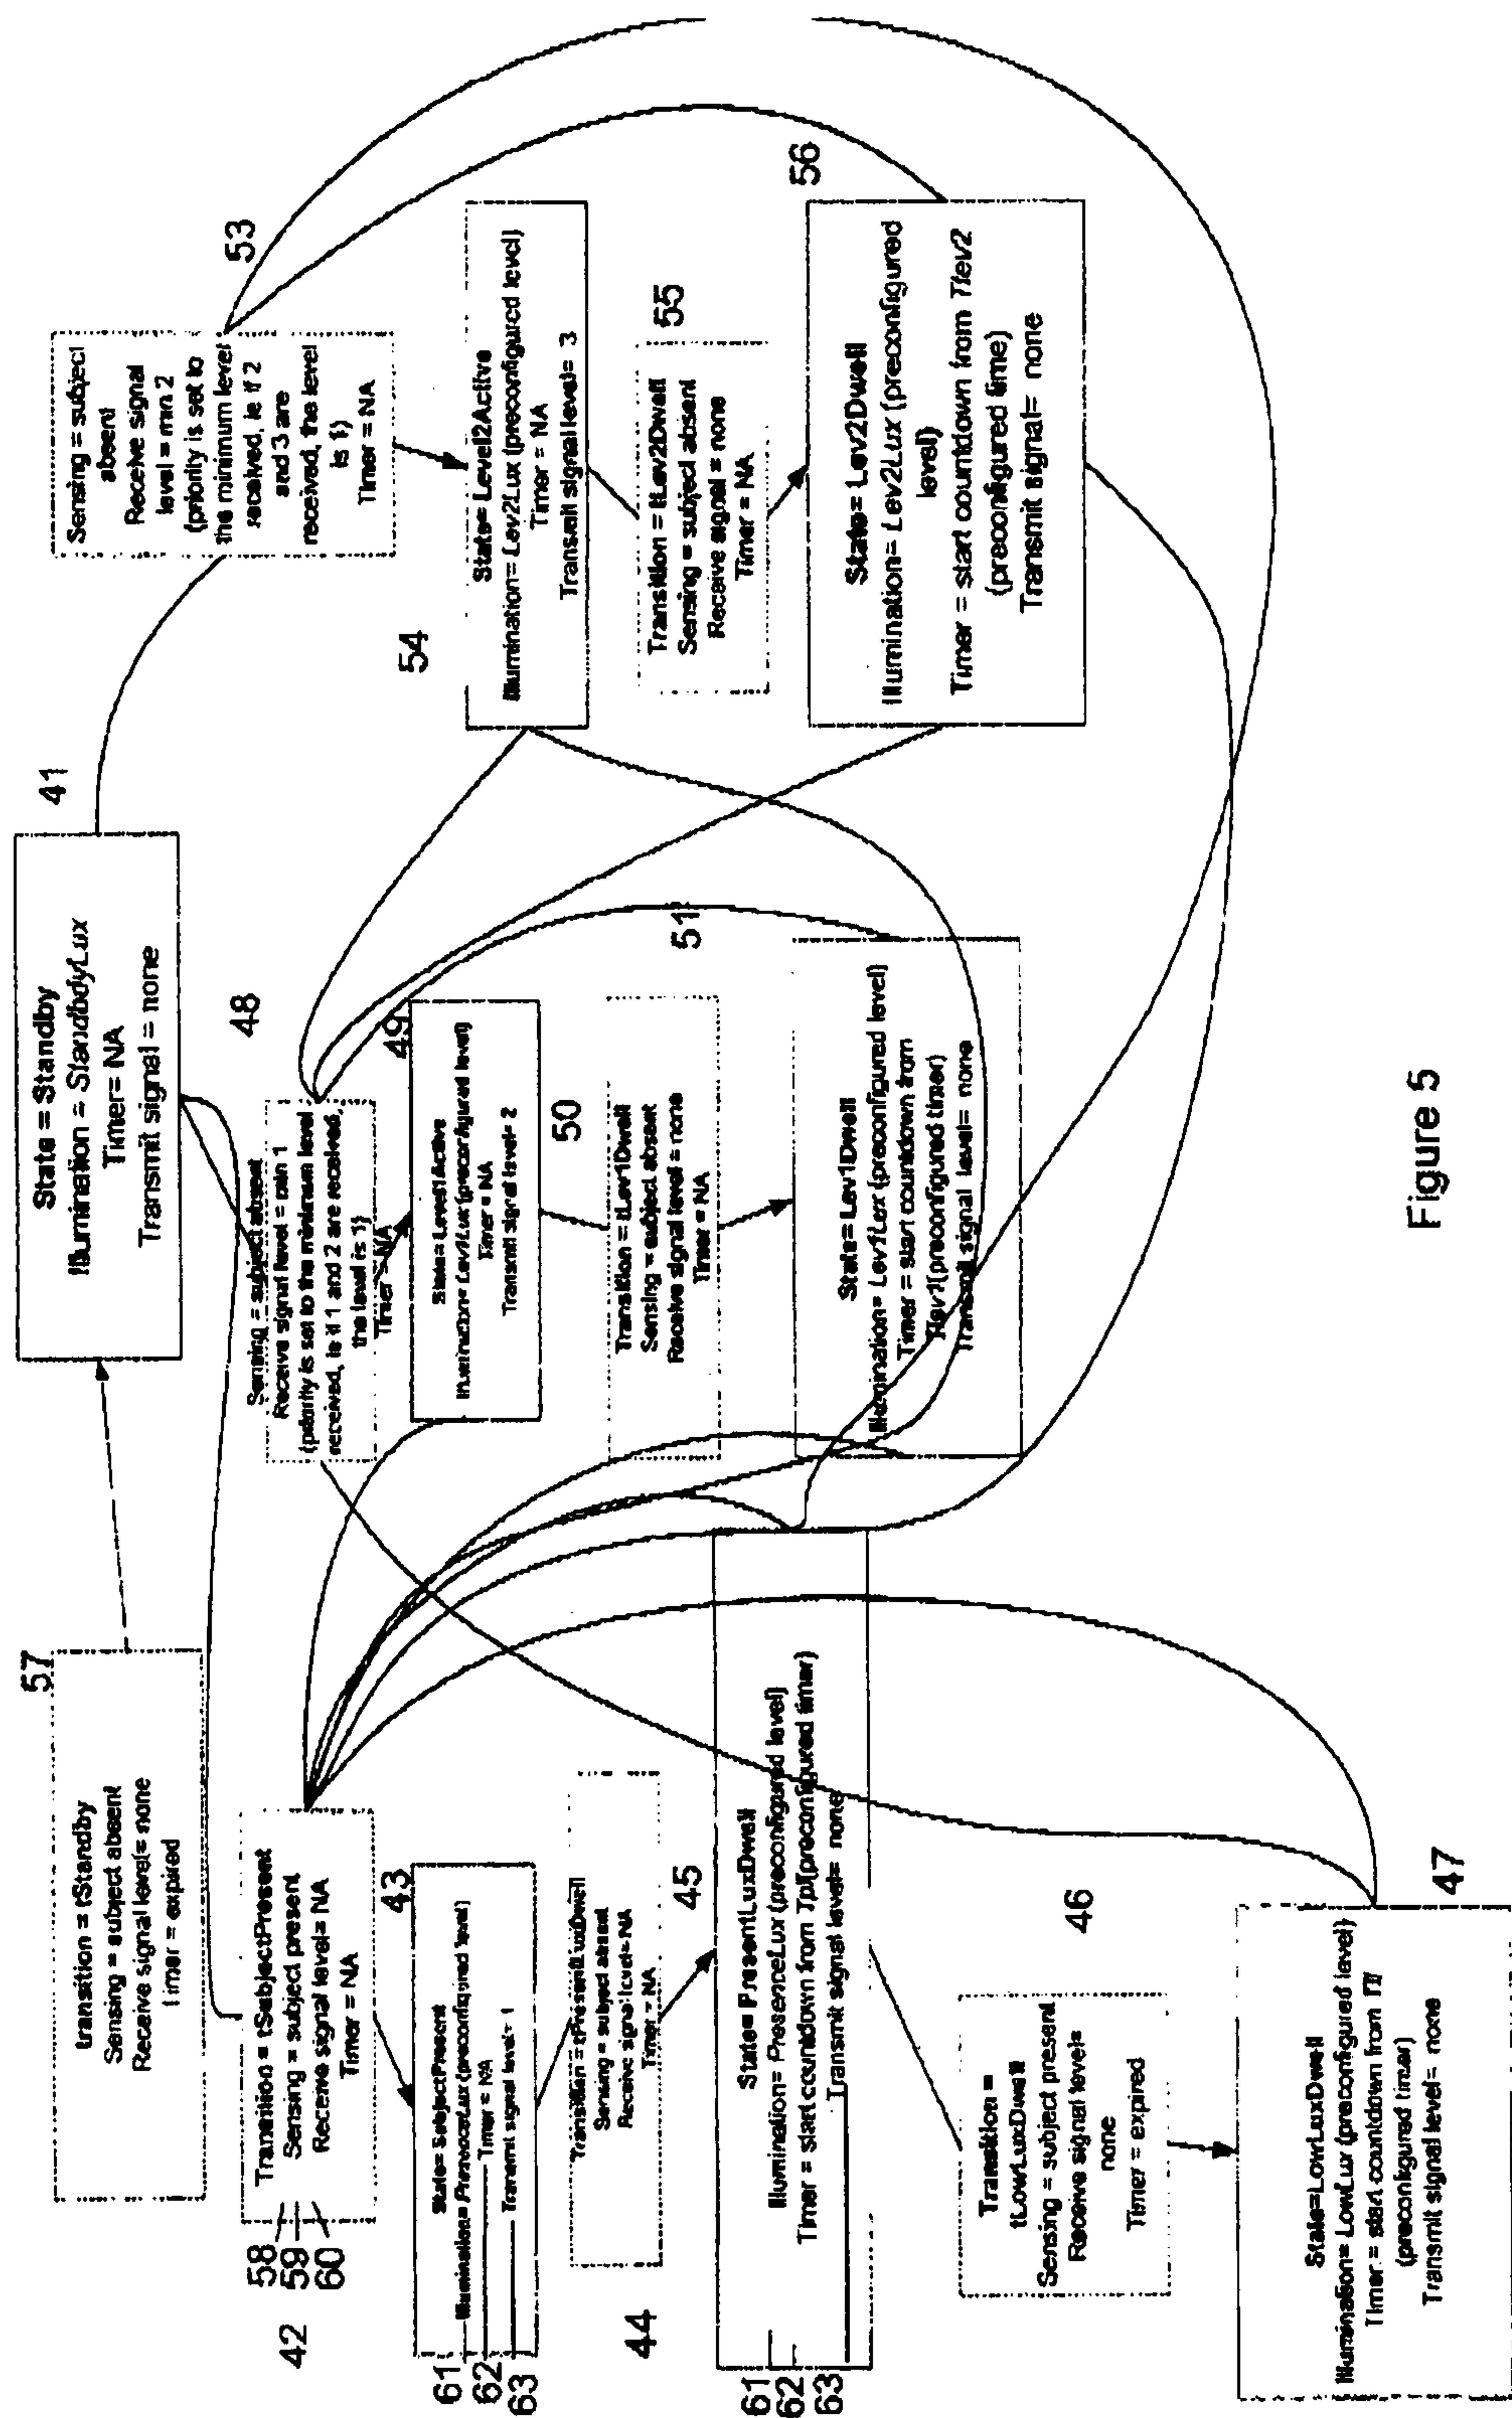 57
transition = tStandby
Sensing = subject absent
Receive signal level= none
Timer = expired
41
State = Standby
Illumination = StandbdyLux
Timer= NA
Transmit signal = none
53
Sensing = subject
absent
Receive signal
level = min 2
(priority is set to
the minimum level
received, ie if 2
and 3 are
received, the level
is 1)
Timer = NA
58
59
60
42
Transition = tSubjectPresent
Sensing = subject present
Receive signal level= NA
Timer = NA
48
Sensing = subject absent
Receive signal level = min 1
(priority is set to the minimum level
received, ie if 1 and 2 are received,
the level is 1)
Timer = NA
43
State= SubjectPresent
Illumination= PresenceLux (preconfigured level)
Timer = NA
Transmit signal level= 1
61
62
63
49
State= Level1Active
Illumination= Lev1Lux (preconfigured level)
Timer = NA
Transmit signal level= 2
54
State= Level2Active
Illumination= Lev2Lux (preconfigured level)
Timer = NA
Transmit signal level= 3
44
Transition = tPresentLuxDwell
Sensing = subject absent
Receive signal level= NA
Timer = NA
50
Transition = tLev1Dwell
Sensing = subject absent
Receive signal level = none
Timer = NA
55
Transition = tLev2Dwell
Sensing = subject absent
Receive signal = none
Timer = NA
45
State= PresentLuxDwell
Illumination= PresenceLux (preconfigured level)
Timer = start countdown from Tpl(preconfigured timer)
Transmit signal level= none
61
62
63
51
State= Lev1Dwell
Illumination= Lev1Lux (preconfigured level)
Timer = start countdown from
Tlev1(preconfigured timer)
Transmit signal level= none
56
State= Lev2Dwell
Illumination= Lev2Lux (preconfigured
level)
Timer = start countdown from Tlev2
(preconfigured time)
Transmit signal= none
46
Transition =
tLowLuxDwell
Sensing = subject present
Receive signal level=
none
Timer = expired
47
State=LowLuxDwell
Illumination= LowLux (preconfigured level)
Timer = start countdown from Tll
(preconfigured timer)
Transmit signal level= none
Figure 5